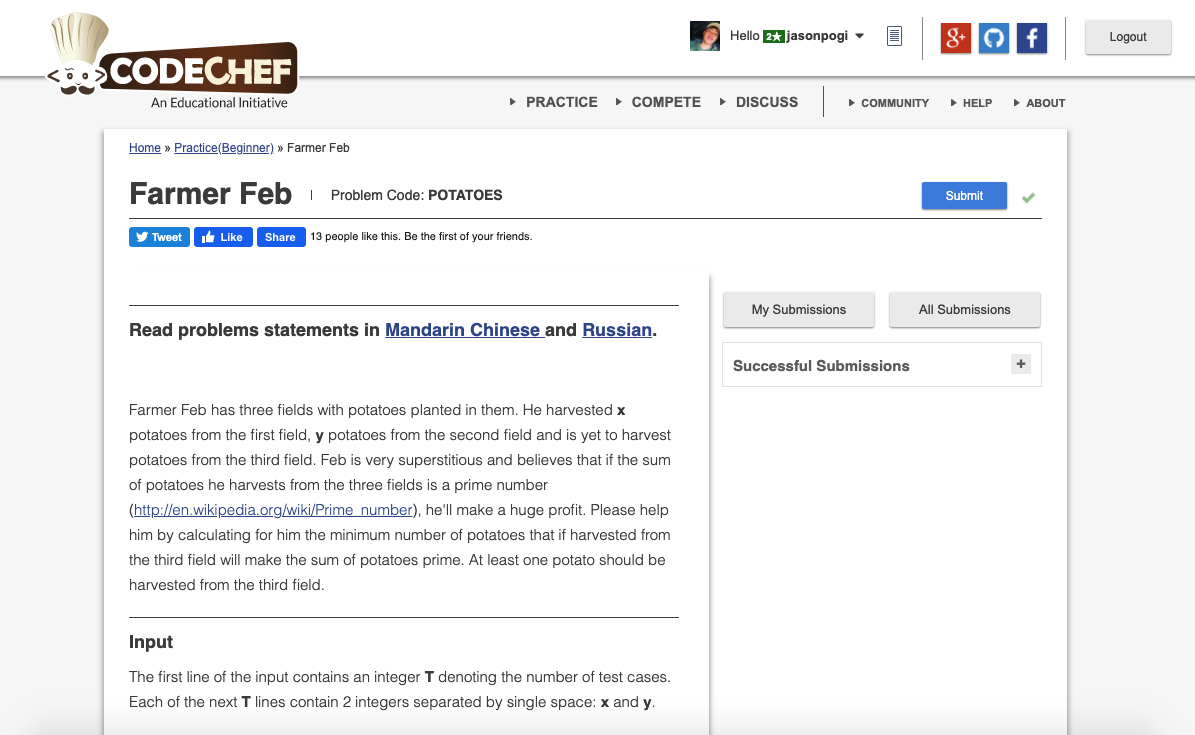 CODECHEF
An Educational Initiative
Hello 2★ jasonpogi
g+
f
Logout
PRACTICE COMPETE DISCUSS COMMUNITY HELP ABOUT
Home » Practice(Beginner) » Farmer Feb
Farmer Feb | Problem Code: POTATOES
Submit
Tweet Like Share 13 people like this. Be the first of your friends.
Read problems statements in Mandarin Chinese and Russian.
Farmer Feb has three fields with potatoes planted in them. He harvested x
potatoes from the first field, y potatoes from the second field and is yet to harvest
potatoes from the third field. Feb is very superstitious and believes that if the sum
of potatoes he harvests from the three fields is a prime number
(http://en.wikipedia.org/wiki/Prime_number), he'll make a huge profit. Please help
him by calculating for him the minimum number of potatoes that if harvested from
the third field will make the sum of potatoes prime. At least one potato should be
harvested from the third field.
Input
The first line of the input contains an integer T denoting the number of test cases.
Each of the next T lines contain 2 integers separated by single space: x and y.
My Submissions
All Submissions
Successful Submissions +